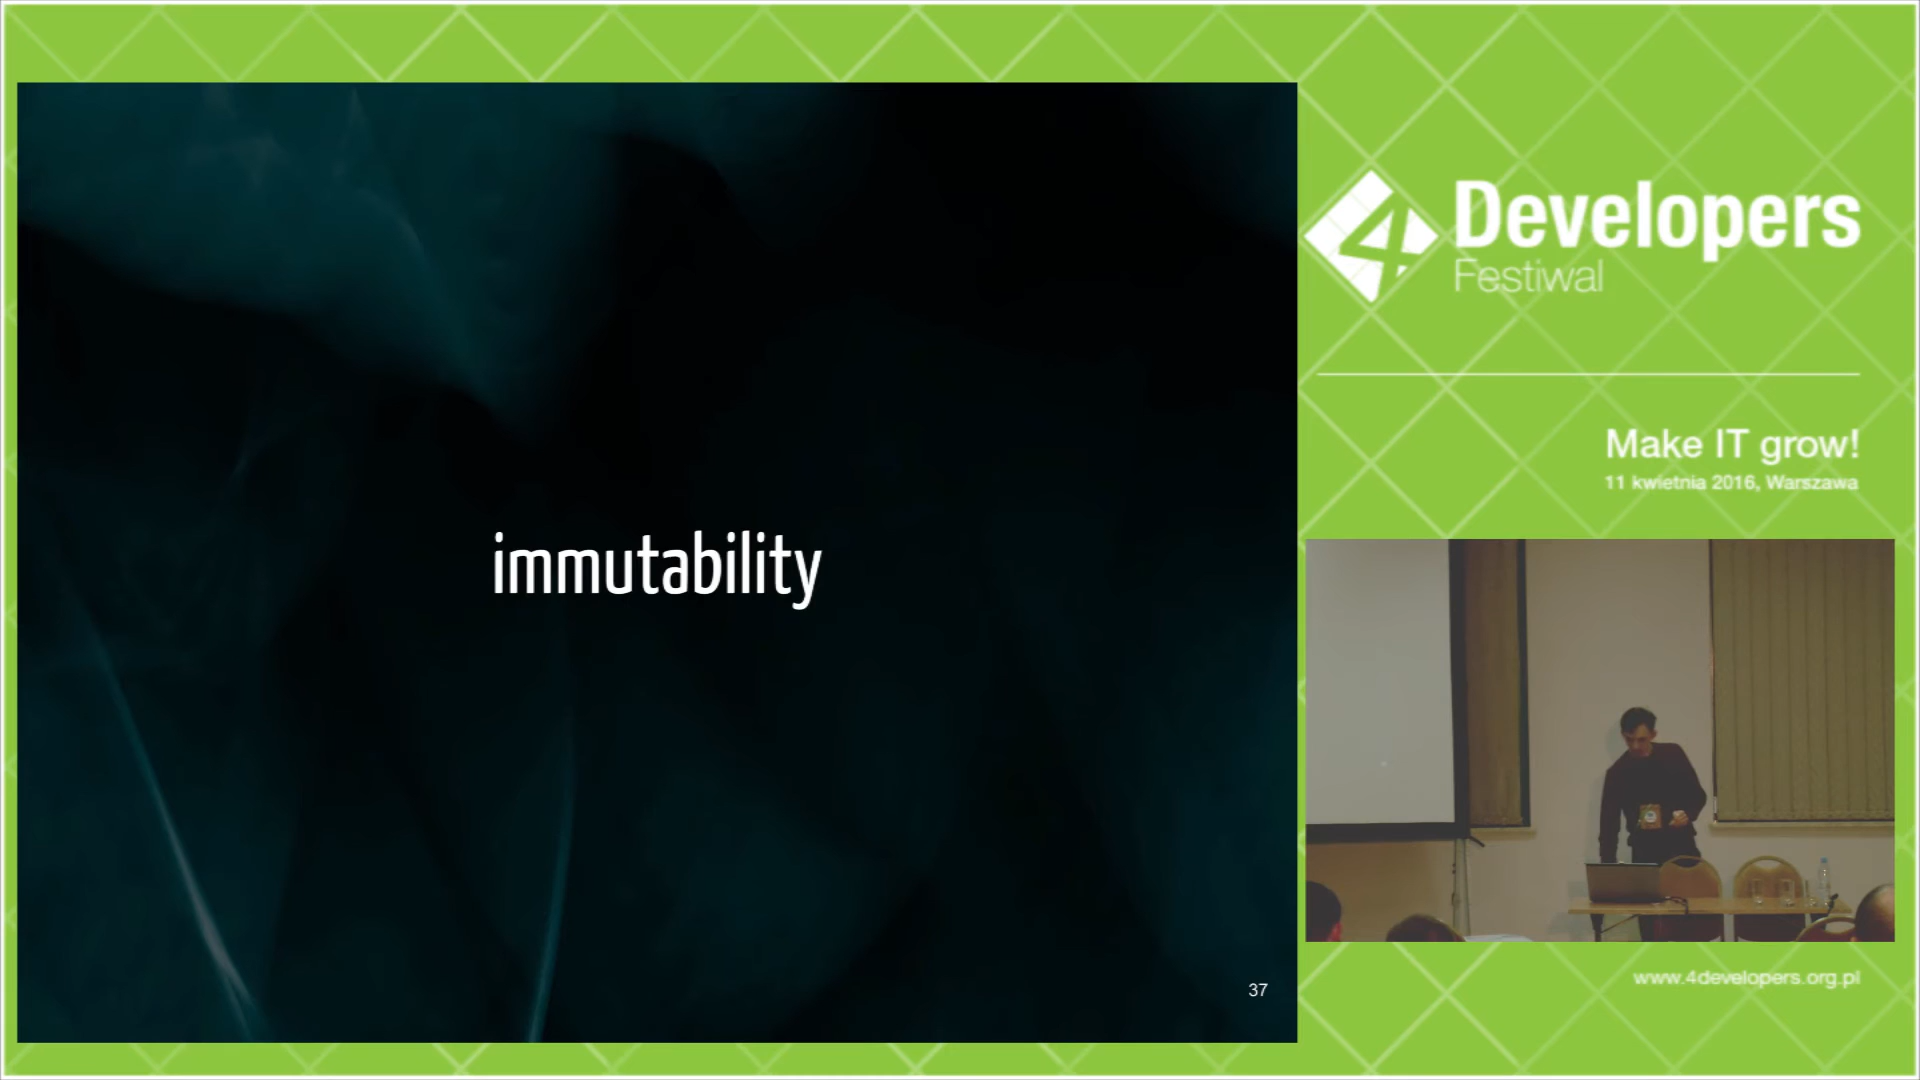 immutability
37
4 Developers
Festiwal
Make IT grow!
11 kwietnia 2016, Warszawa
www.4developers.org.pl